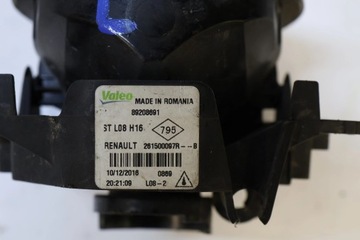 Valeo MADE IN ROMANIA
89208691
ST L08 H16 795
RENAULT 261500097R--B
10/12/2016 0869
20:21:09 L08-2